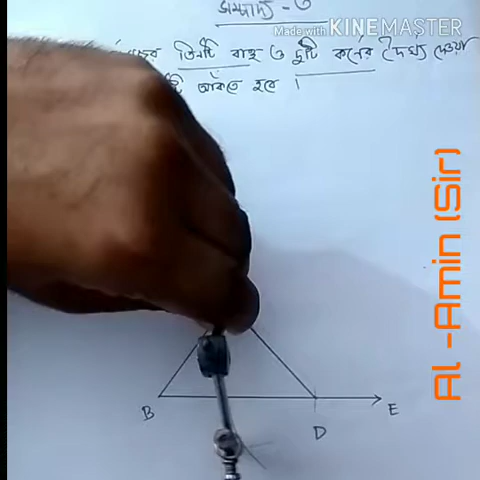 সম্পাদ্য - ৩
Made with KINEMASTER
তিনটি বাহু ও দুটি কর্নের দৈর্ঘ্য দেওয়া
আঁকতে হবে ।
Al -Amin (Sir)
B
D
E